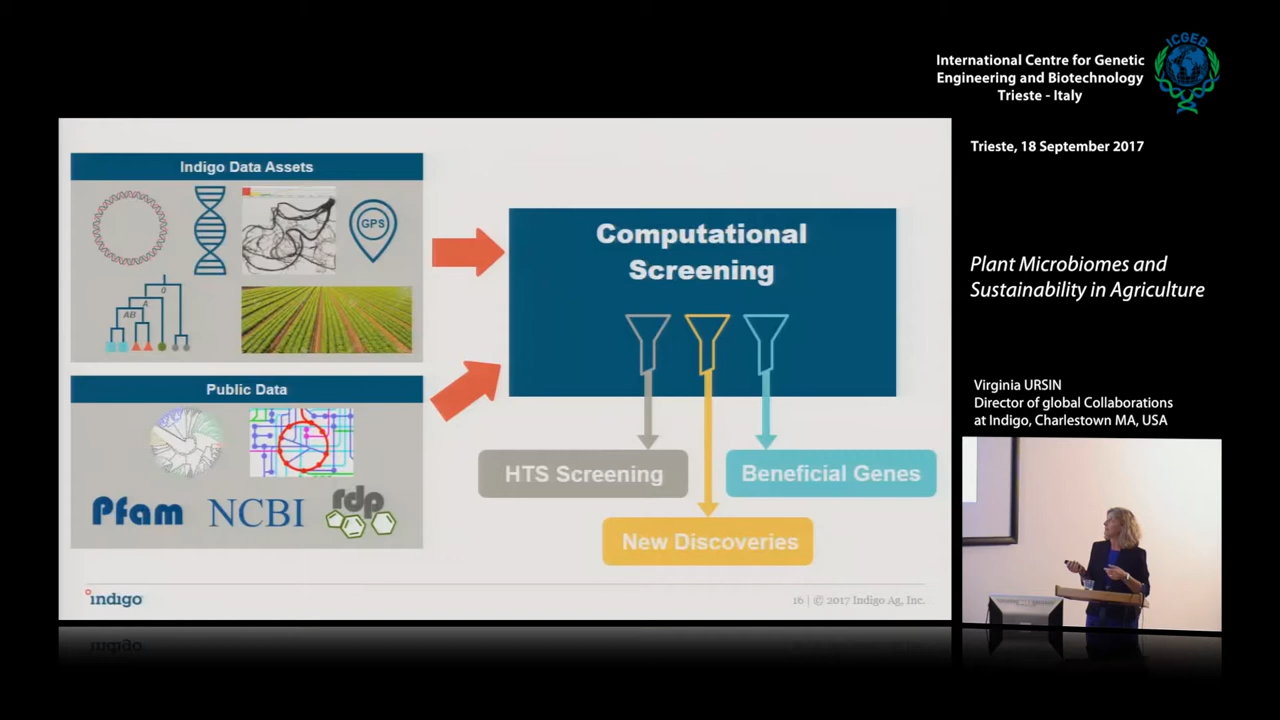 International Centre for Genetic
Engineering and Biotechnology
Trieste - Italy
ICGEB
Trieste, 18 September 2017
Plant Microbiomes and
Sustainability in Agriculture
Virginia URSIN
Director of global Collaborations
at Indigo, Charlestown MA, USA
Indigo Data Assets
GPS
0
A
AB
Public Data
Pfam
NCBI
rdp
Computational
Screening
HTS Screening
Beneficial Genes
New Discoveries
indigo
16 | © 2017 Indigo Ag, Inc.